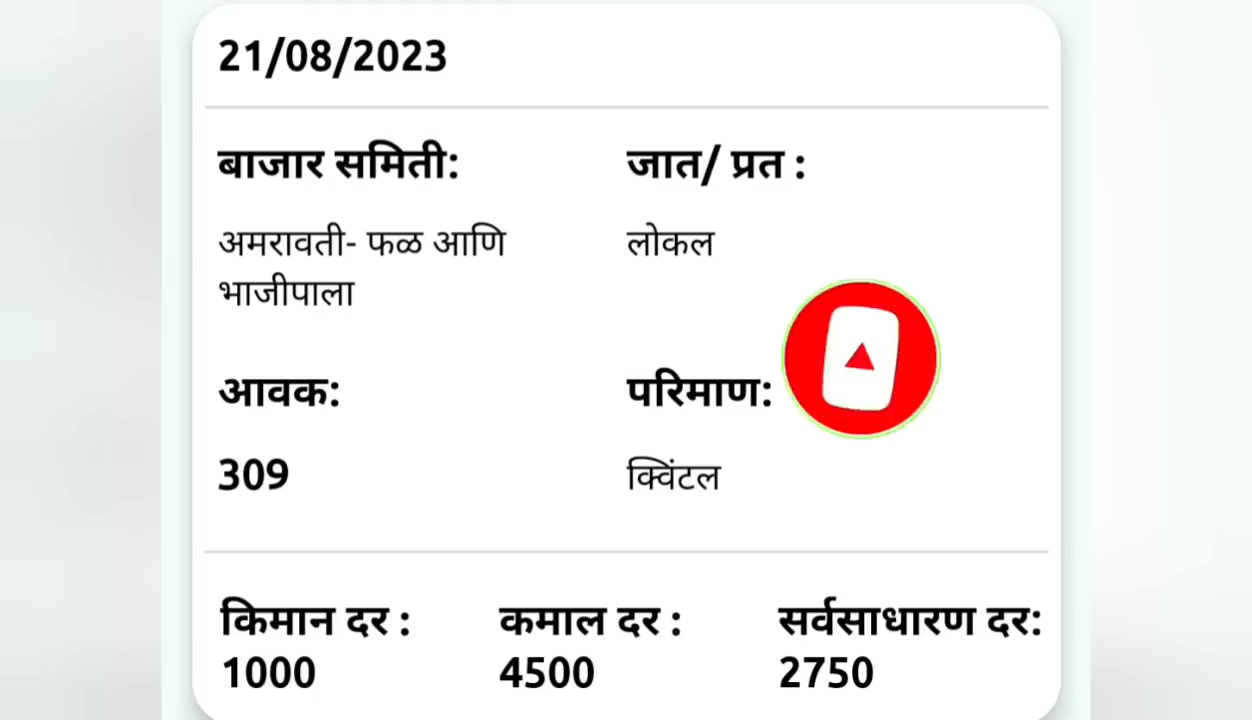 21/08/2023
बाजार समिती:
जात/ प्रत :
अमरावती- फळ आणि
भाजीपाला
लोकल
आवक:
परिमाण:
309
क्विंटल
किमान दर :
कमाल दर :
सर्वसाधारण दर:
1000
4500
2750